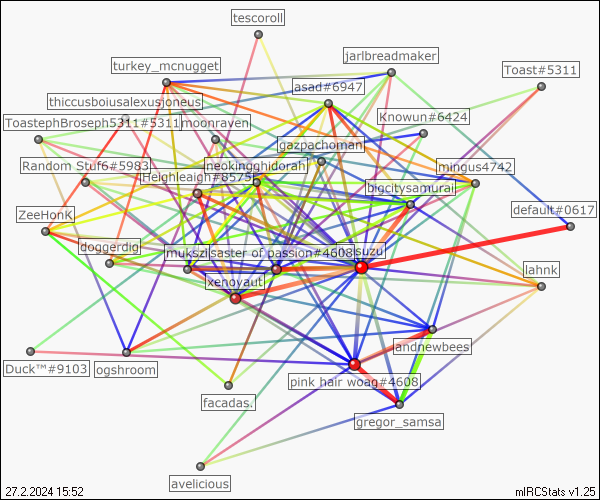 tescoroll
jarlbreadmaker
turkey_mcnugget
Toast#5311
asad#6947
thiccusboiusalexusjoneus
Knowun#6424
ToastephBroseph5311#5311
moonraven
gazpachoman
Random Stuf6#5983
neokingghidorah
mingus4742
Heighleaigh#8575
bigcitysamurai
ZeeHonK
default#0617
doggerdig
mukszi
isaster of passion#4608
suzu
lahnk
xenoyaut
andnewbees
Duck™#9103
ogshroom
pink hair woag#4608
facadas.
gregor_samsa
avelicious
27.2.2024 15:52
mIRCStats v1.25